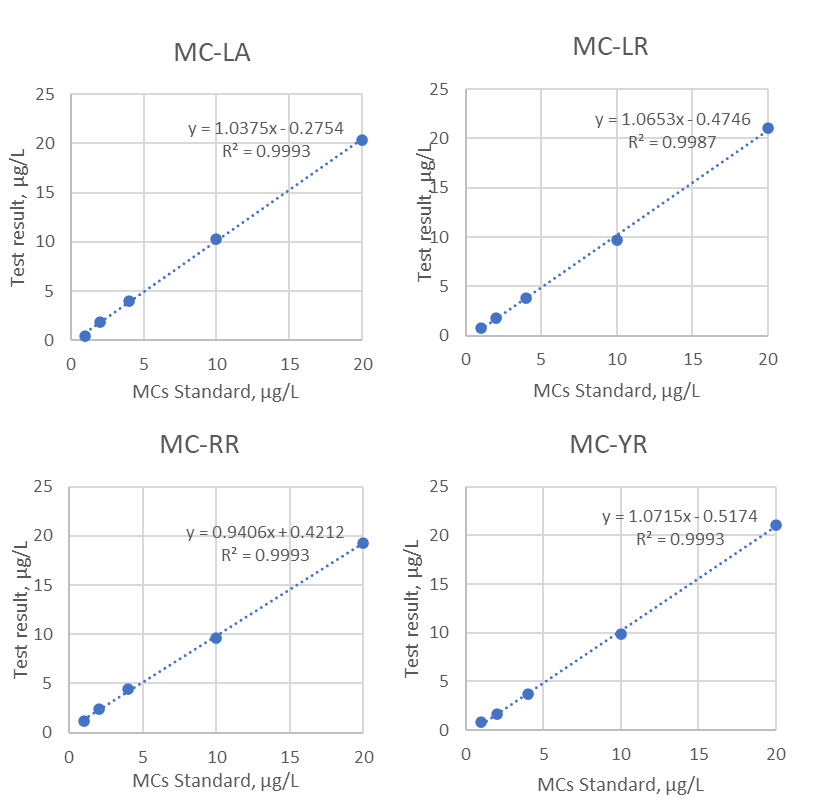 MC-LA
25
20
15
10
5
0
y = 1.0375x - 0.2754
R² = 0.9993
0 5 10 15 20
Test result, µg/L
MCs Standard, µg/L
MC-LR
25
20
15
10
5
0
y = 1.0653x - 0.4746
R² = 0.9987
0 5 10 15 20
Test result, µg/L
MCs Standard, µg/L
MC-RR
25
20
15
10
5
0
y = 0.9406x + 0.4212
R² = 0.9993
0 5 10 15 20
Test result, µg/L
MCs Standard, µg/L
MC-YR
25
20
15
10
5
0
y = 1.0715x - 0.5174
R² = 0.9993
0 5 10 15 20
Test result, µg/L
MCs Standard, µg/L